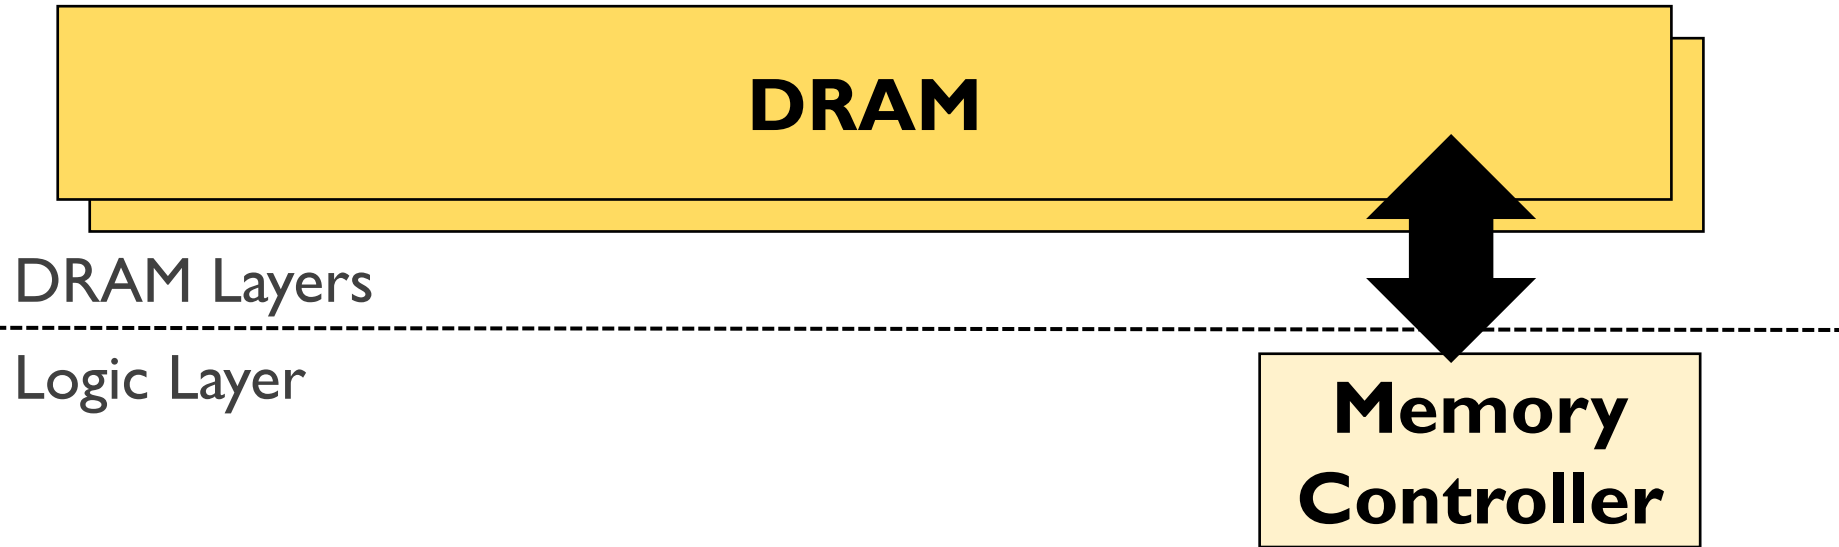 DRAM
DRAM Layers
Logic Layer
Memory
Controller